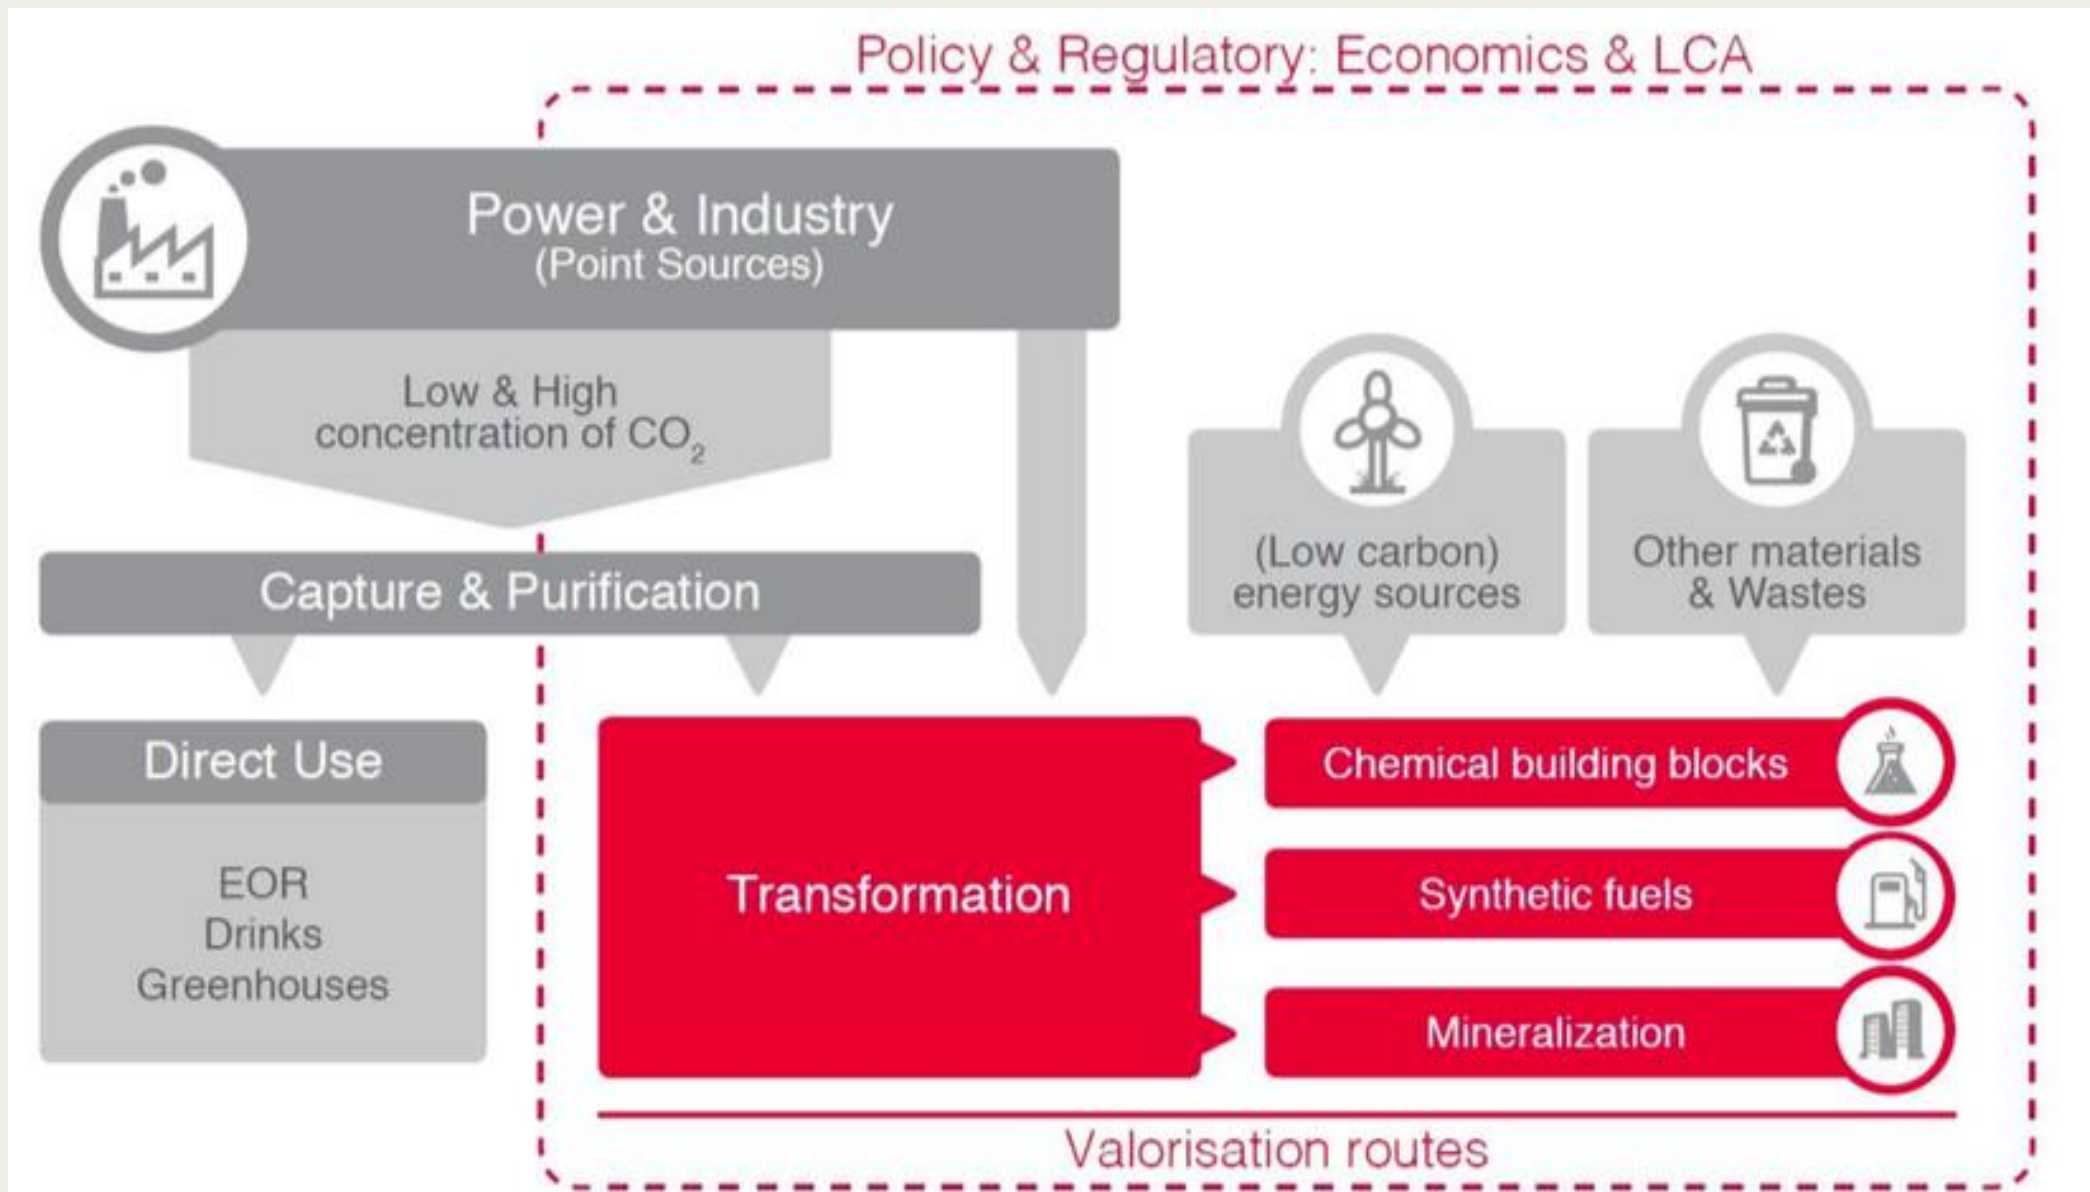 Policy & Regulatory: Economics & LCA
Power & Industry
(Point Sources)
Low & High
concentration of CO₂
(Low carbon)
energy sources
Other materials
& Wastes
Capture & Purification
Direct Use
EOR
Drinks
Greenhouses
Transformation
Chemical building blocks
Synthetic fuels
Mineralization
Valorisation routes